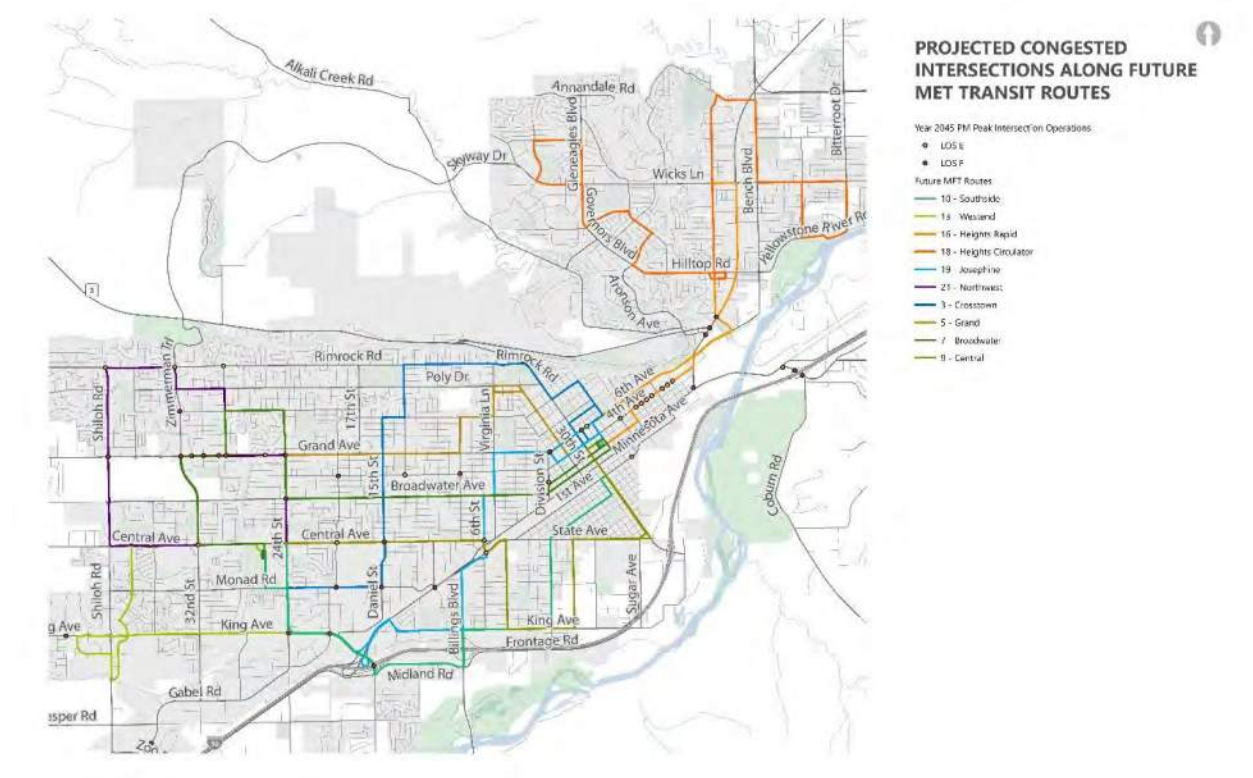 PROJECTED CONGESTED
INTERSECTIONS ALONG FUTURE
MET TRANSIT ROUTES
Year 2045 PM Peak Intersection Operations
LOS E
LOS F
Future MET Routes
10 - Southside
13 - Westend
16 - Heights Rapid
18 - Heights Circulator
19 - Josephine
21 - Northwest
3 - Crosstown
5 - Grand
7 - Broadwater
9 - Central
Alkali Creek Rd
Annandale Rd
Gleneagles Blvd
Bitterroot Dr
Skyway Dr
Wicks Ln
Bench Blvd
Governors Blvd
Yellowstone River Rd
Hilltop Rd
3
Aronson Ave
Rimrock Rd
Rimrock Rd
Zimmerman Trl
Poly Dr
6th Ave
4th Ave
Shiloh Rd
17th St
Virginia Ln
Minnesota Ave
30th St
Grand Ave
15th St
Broadwater Ave
Division St
1st Ave
Coburn Rd
6th St
Central Ave
24th St
Central Ave
State Ave
Shiloh Rd
32nd St
Monad Rd
Daniel St
Billings Blvd
Sugar Ave
g Ave
King Ave
King Ave
Frontage Rd
Midland Rd
Gabel Rd
esper Rd
Zoo